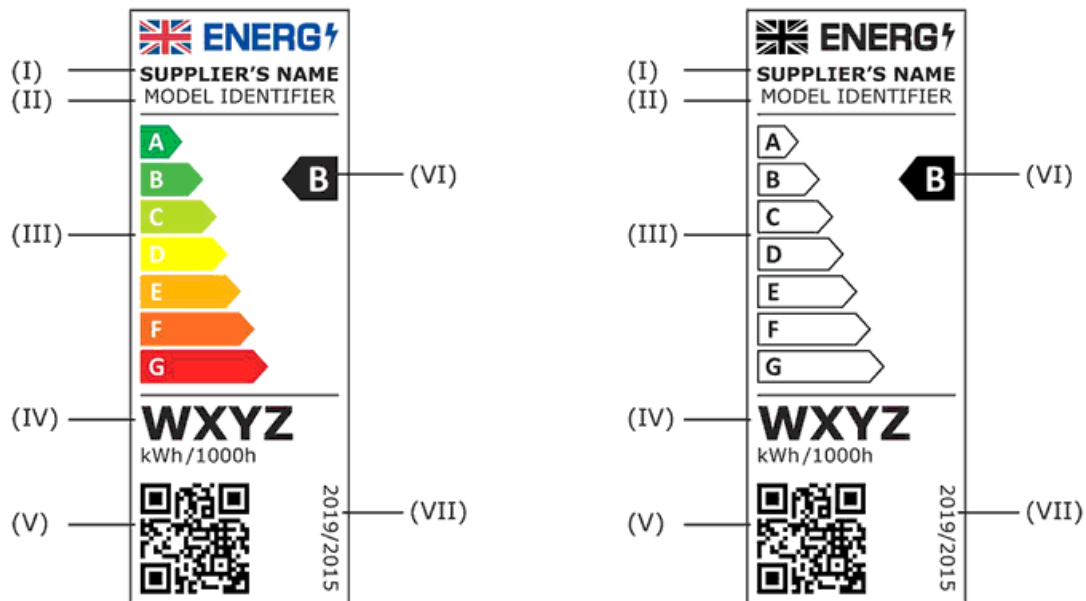 ENERG
(I)
SUPPLIER'S NAME
(II)
MODEL IDENTIFIER
A
B
B
(VI)
C
(III)
D
E
F
G
(IV)
WXYZ
kWh/1000h
(V)
2019/2015
(VII)
ENERG
(I)
SUPPLIER'S NAME
(II)
MODEL IDENTIFIER
A
B
B
(VI)
C
(III)
D
E
F
G
(IV)
WXYZ
kWh/1000h
(V)
2019/2015
(VII)